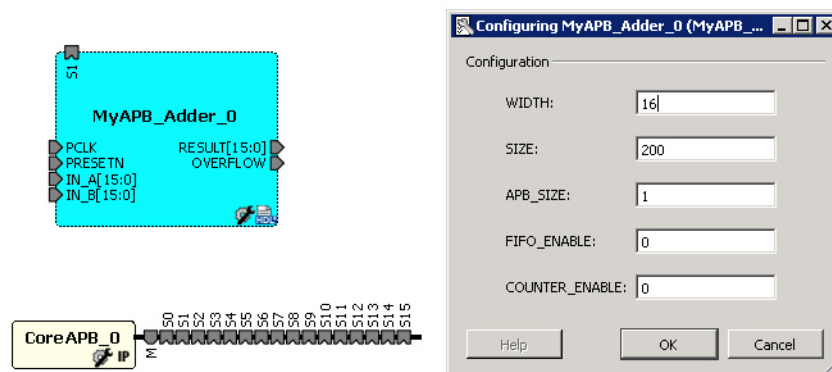 S1
MyAPB_Adder_0
PCLK RESULT[15:0]
PRESETN OVERFLOW
IN_A[15:0]
IN_B[15:0]
HDL
CoreAPB_0
IP
M S0 S1 S2 S3 S4 S5 S6 S7 S8 S9 S10 S11 S12 S13 S14 S15
Configuring MyAPB_Adder_0 (MyAPB_...
Configuration
WIDTH: 16
SIZE: 200
APB_SIZE: 1
FIFO_ENABLE: 0
COUNTER_ENABLE: 0
Help OK Cancel